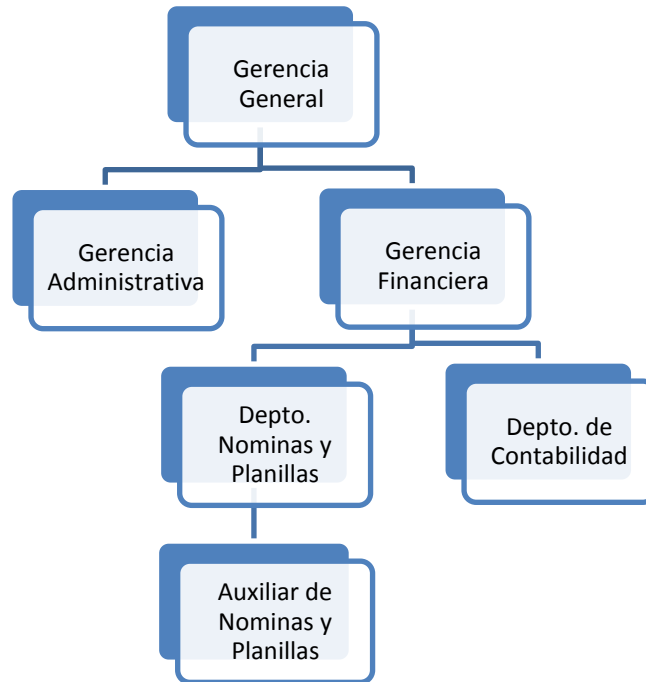 Gerencia
General
Gerencia
Administrativa
Gerencia
Financiera
Depto.
Nominas y
Planillas
Depto. de
Contabilidad
Auxiliar de
Nominas y
Planillas